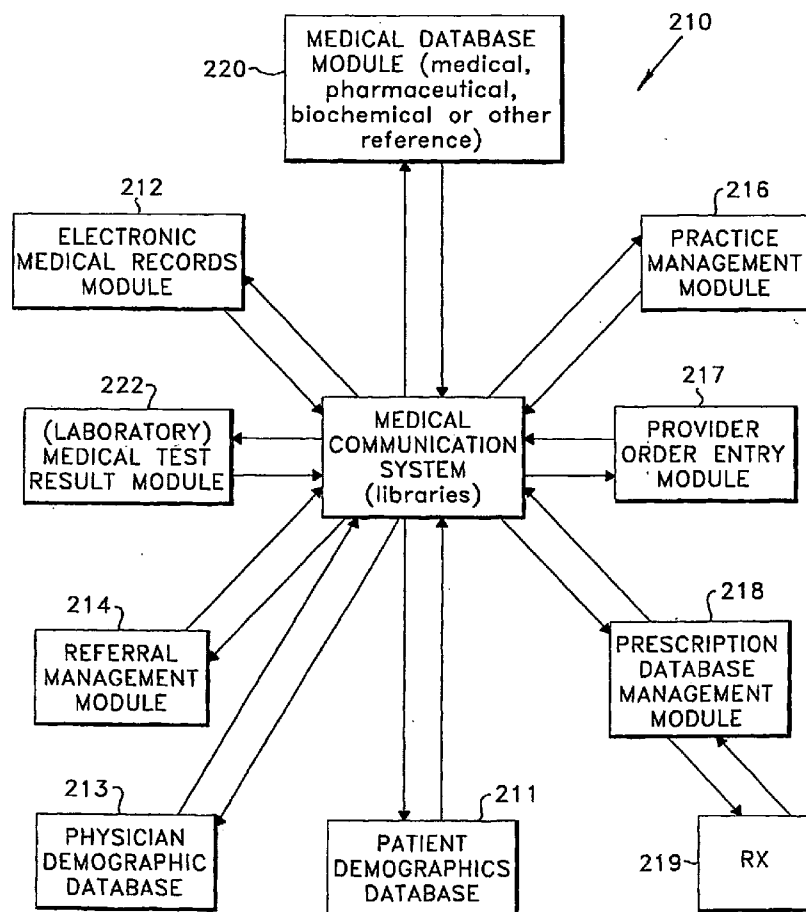 210
220
MEDICAL DATABASE
MODULE (medical,
pharmaceutical,
biochemical or other
reference)
212
ELECTRONIC
MEDICAL RECORDS
MODULE
216
PRACTICE
MANAGEMENT
MODULE
222
(LABORATORY)
MEDICAL TEST
RESULT MODULE
MEDICAL
COMMUNICATION
SYSTEM
(libraries)
217
PROVIDER
ORDER ENTRY
MODULE
214
REFERRAL
MANAGEMENT
MODULE
218
PRESCRIPTION
DATABASE
MANAGEMENT
MODULE
213
PHYSICIAN
DEMOGRAPHIC
DATABASE
211
PATIENT
DEMOGRAPHICS
DATABASE
219
RX